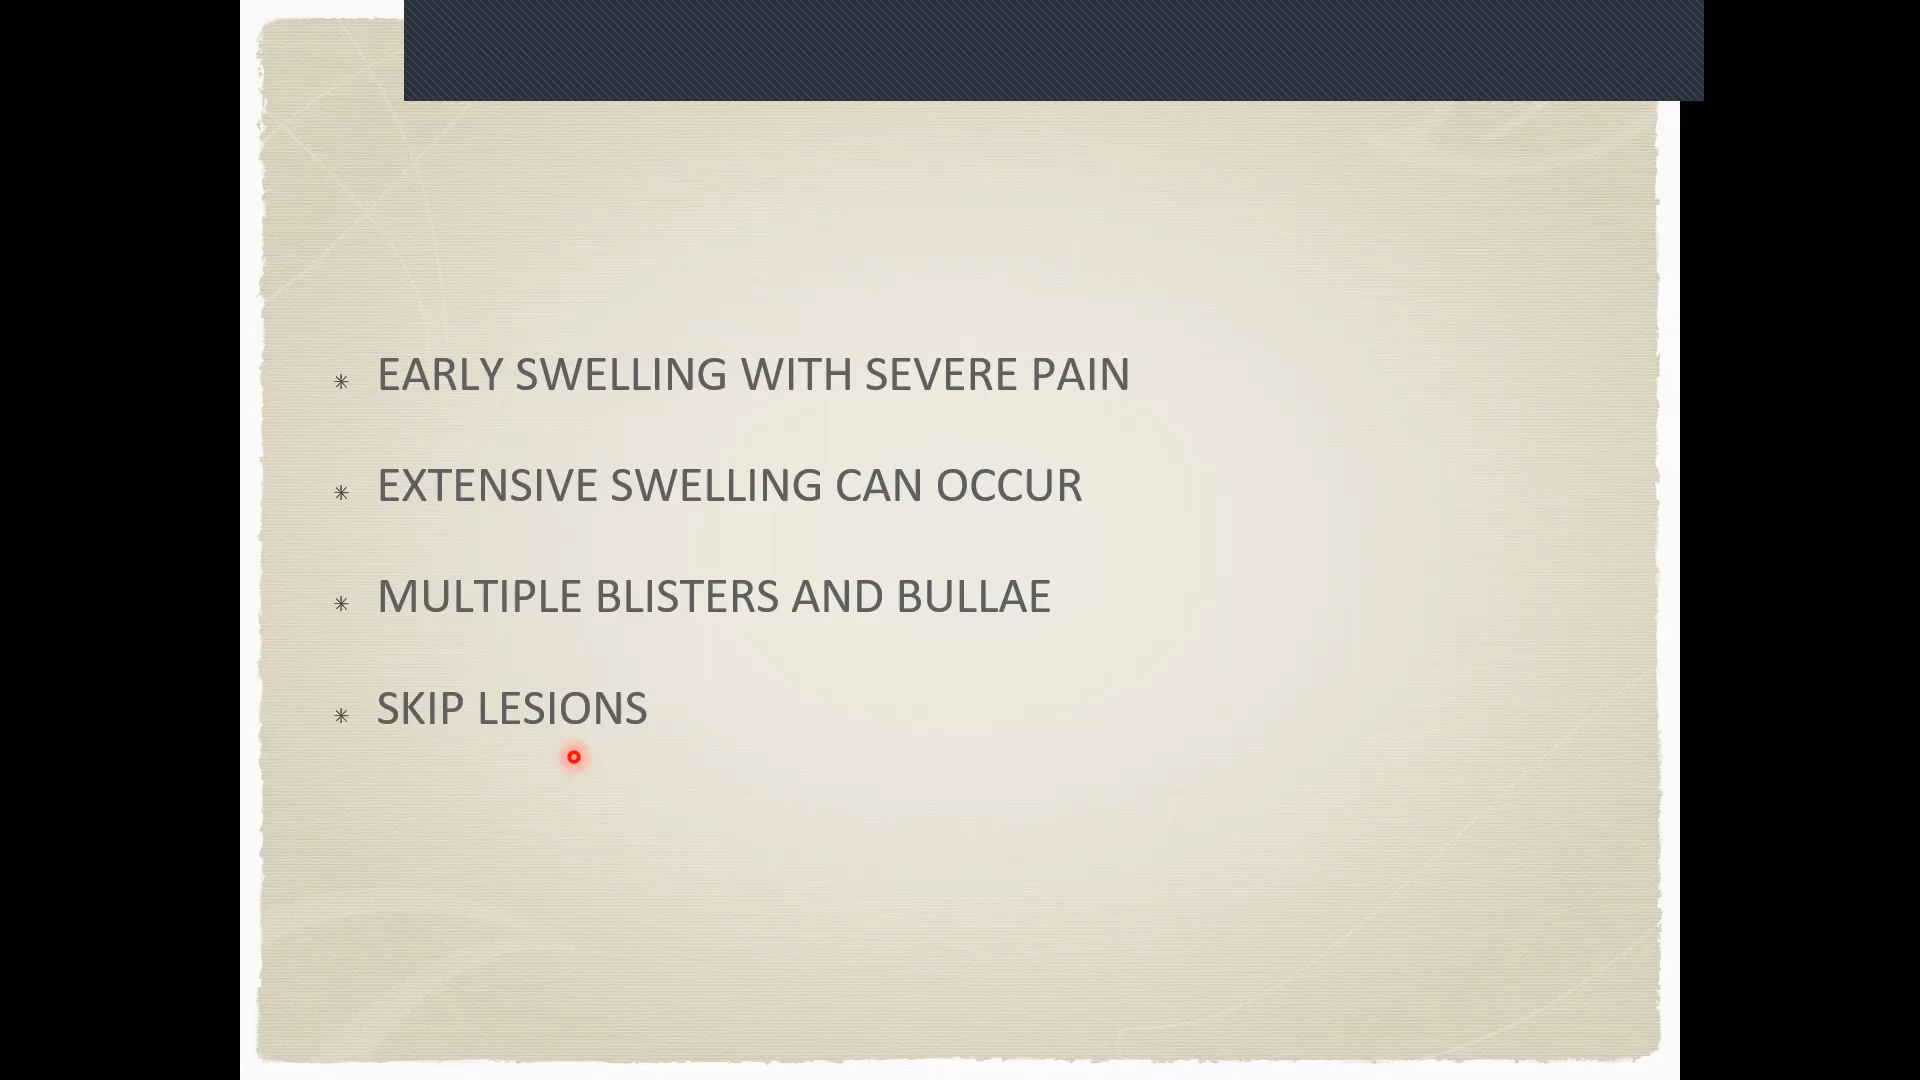 EARLY SWELLING WITH SEVERE PAIN
EXTENSIVE SWELLING CAN OCCUR
MULTIPLE BLISTERS AND BULLAE
SKIP LESIONS